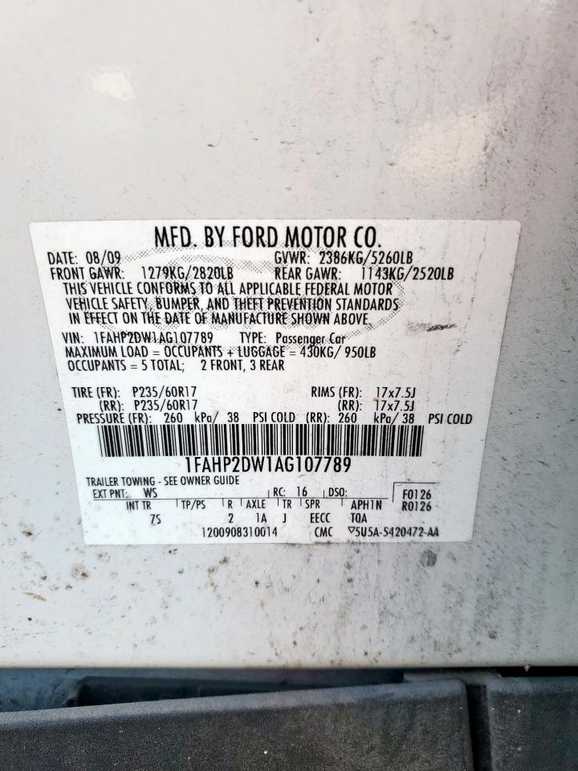 MFD. BY FORD MOTOR CO.
DATE: 08/09 GVWR: 2386KG/5260LB
FRONT GAWR: 1279KG/2820LB REAR GAWR: 1143KG/2520LB
THIS VEHICLE CONFORMS TO ALL APPLICABLE FEDERAL MOTOR
VEHICLE SAFETY, BUMPER, AND THEFT PREVENTION STANDARDS
IN EFFECT ON THE DATE OF MANUFACTURE SHOWN ABOVE.
VIN: 1FAHP2DW1AG107789 TYPE: Passenger Car
MAXIMUM LOAD = OCCUPANTS + LUGGAGE = 430KG/ 950LB
OCCUPANTS = 5 TOTAL; 2 FRONT, 3 REAR
TIRE (FR): P235/60R17 RIMS (FR): 17x7.5J
(RR): P235/60R17 (RR): 17x7.5J
PRESSURE (FR): 260 kPa/ 38 PSI COLD (RR): 260 kPa/ 38 PSI COLD
1FAHP2DW1AG107789
TRAILER TOWING - SEE OWNER GUIDE
EXT PNT: WS RC: 16 DSO: F0126
INT TR TP/PS R AXLE TR SPR APHIN R0126
7S 2 1A J EECC TQA
1200908310014 CMC ▽5U5A-5420472-AA